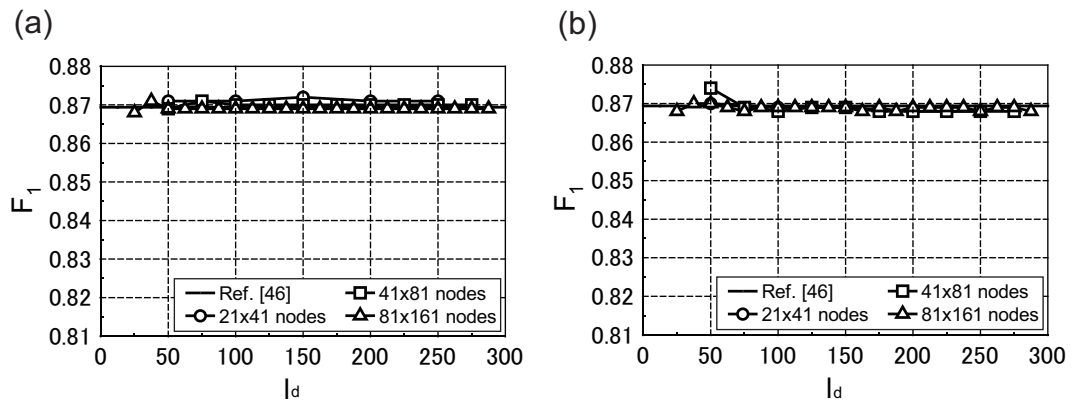 (a)
0.88
0.87
0.86
0.85
0.84
0.83
0.82
0.81
F1
Ref. [46]
41x81 nodes
21x41 nodes
81x161 nodes
0 50 100 150 200 250 300
Id
(b)
0.88
0.87
0.86
0.85
0.84
0.83
0.82
0.81
F1
Ref. [46]
41x81 nodes
21x41 nodes
81x161 nodes
0 50 100 150 200 250 300
Id